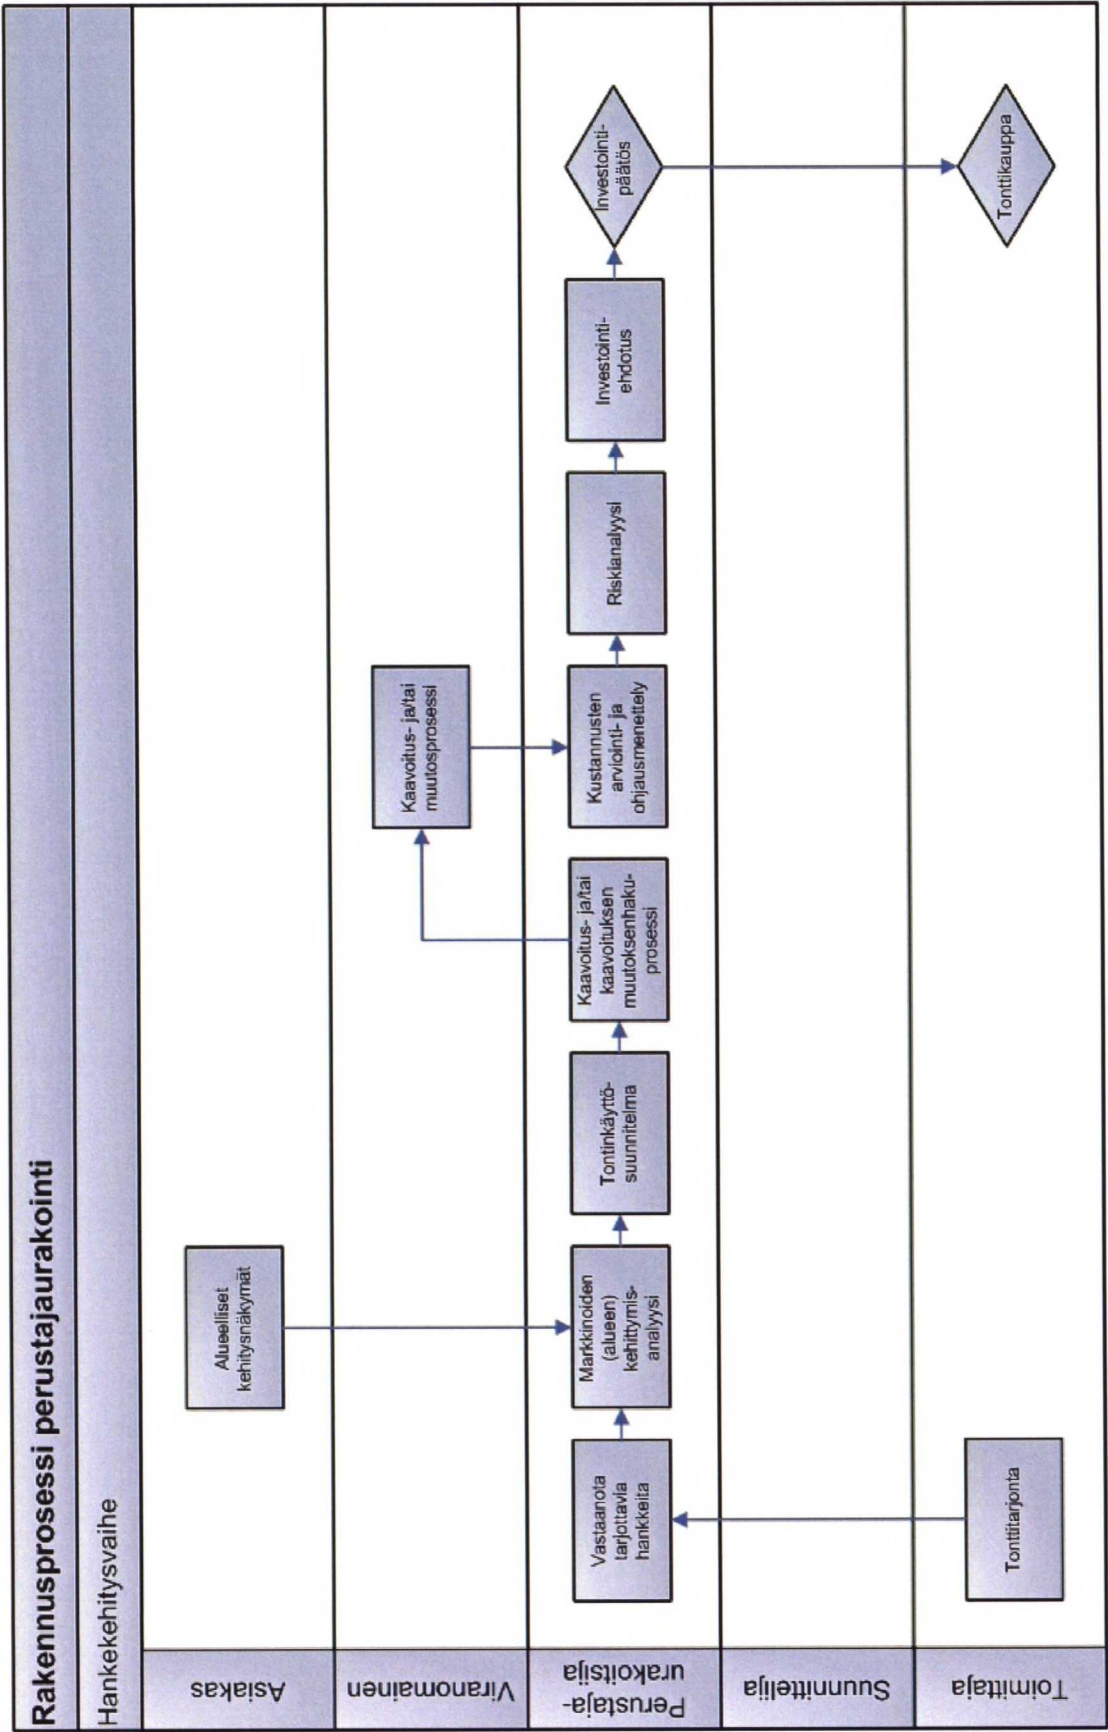 Rakennusprosessi perustajaurakointi
Hankekehitysvaihe
Asiakas
Alueelliset
kehitysnäkymät
Viranomainen
Kaavoitus- ja/tai
muutosprosessi
Perustaja-
urakoitsija
Vastaanota
tarjottavia
hankkeita
Markkinoiden
(alueen)
kehittymis-
analyysi
Tontinkäyttö-
suunnitelma
Kaavoitus- ja/tai
kaavoituksen
muutoksenhaku-
prosessi
Kustannusten
arviointi- ja
ohjausmenettely
Riskianalyysi
Investointi-
ehdotus
Investointi-
päätös
Suunnittelija
Toimittaja
Tonttitarjonta
Tonttikauppa